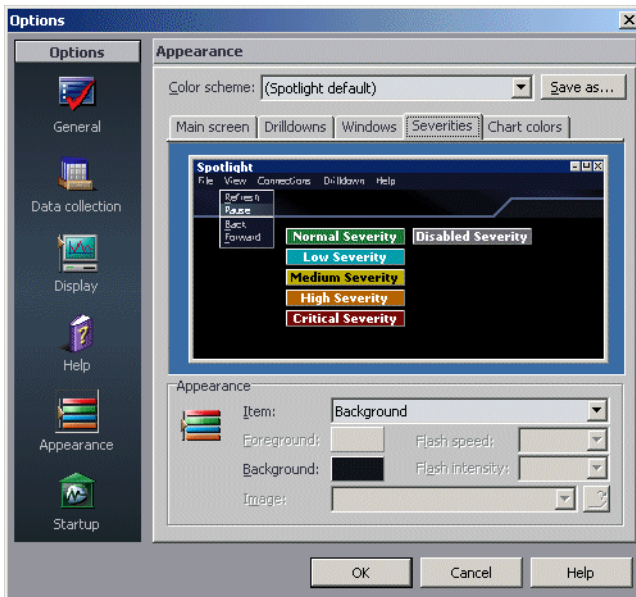 Options
Options
General
Data collection
Display
Help
Appearance
Startup
Appearance
Color scheme: (Spotlight default) Save as...
Main screen Drilldowns Windows Severities Chart colors
Spotlight
File View Connections Drilldown Help
Refresh
Pause
Back
Forward
Normal Severity Disabled Severity
Low Severity
Medium Severity
High Severity
Critical Severity
Appearance
Item: Background
Foreground: Flash speed:
Background: Flash intensity:
Image:
OK Cancel Help